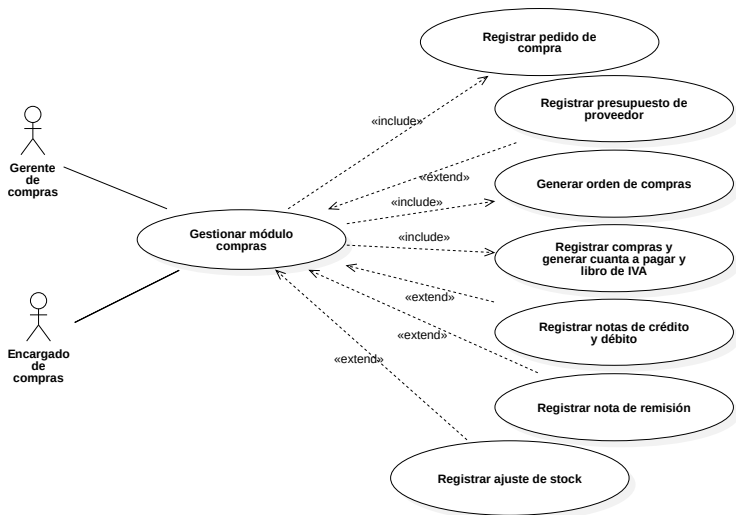 Registrar pedido de
compra
«include»
Registrar presupuesto de
proveedor
Gerente
de
compras
«extend»
Generar orden de compras
«include»
Gestionar módulo
compras
«include»
Registrar compras y
generar cuanta a pagar y
libro de IVA
«extend»
Registrar notas de crédito
y débito
«extend»
Encargado
de
compras
«extend»
Registrar nota de remisión
Registrar ajuste de stock